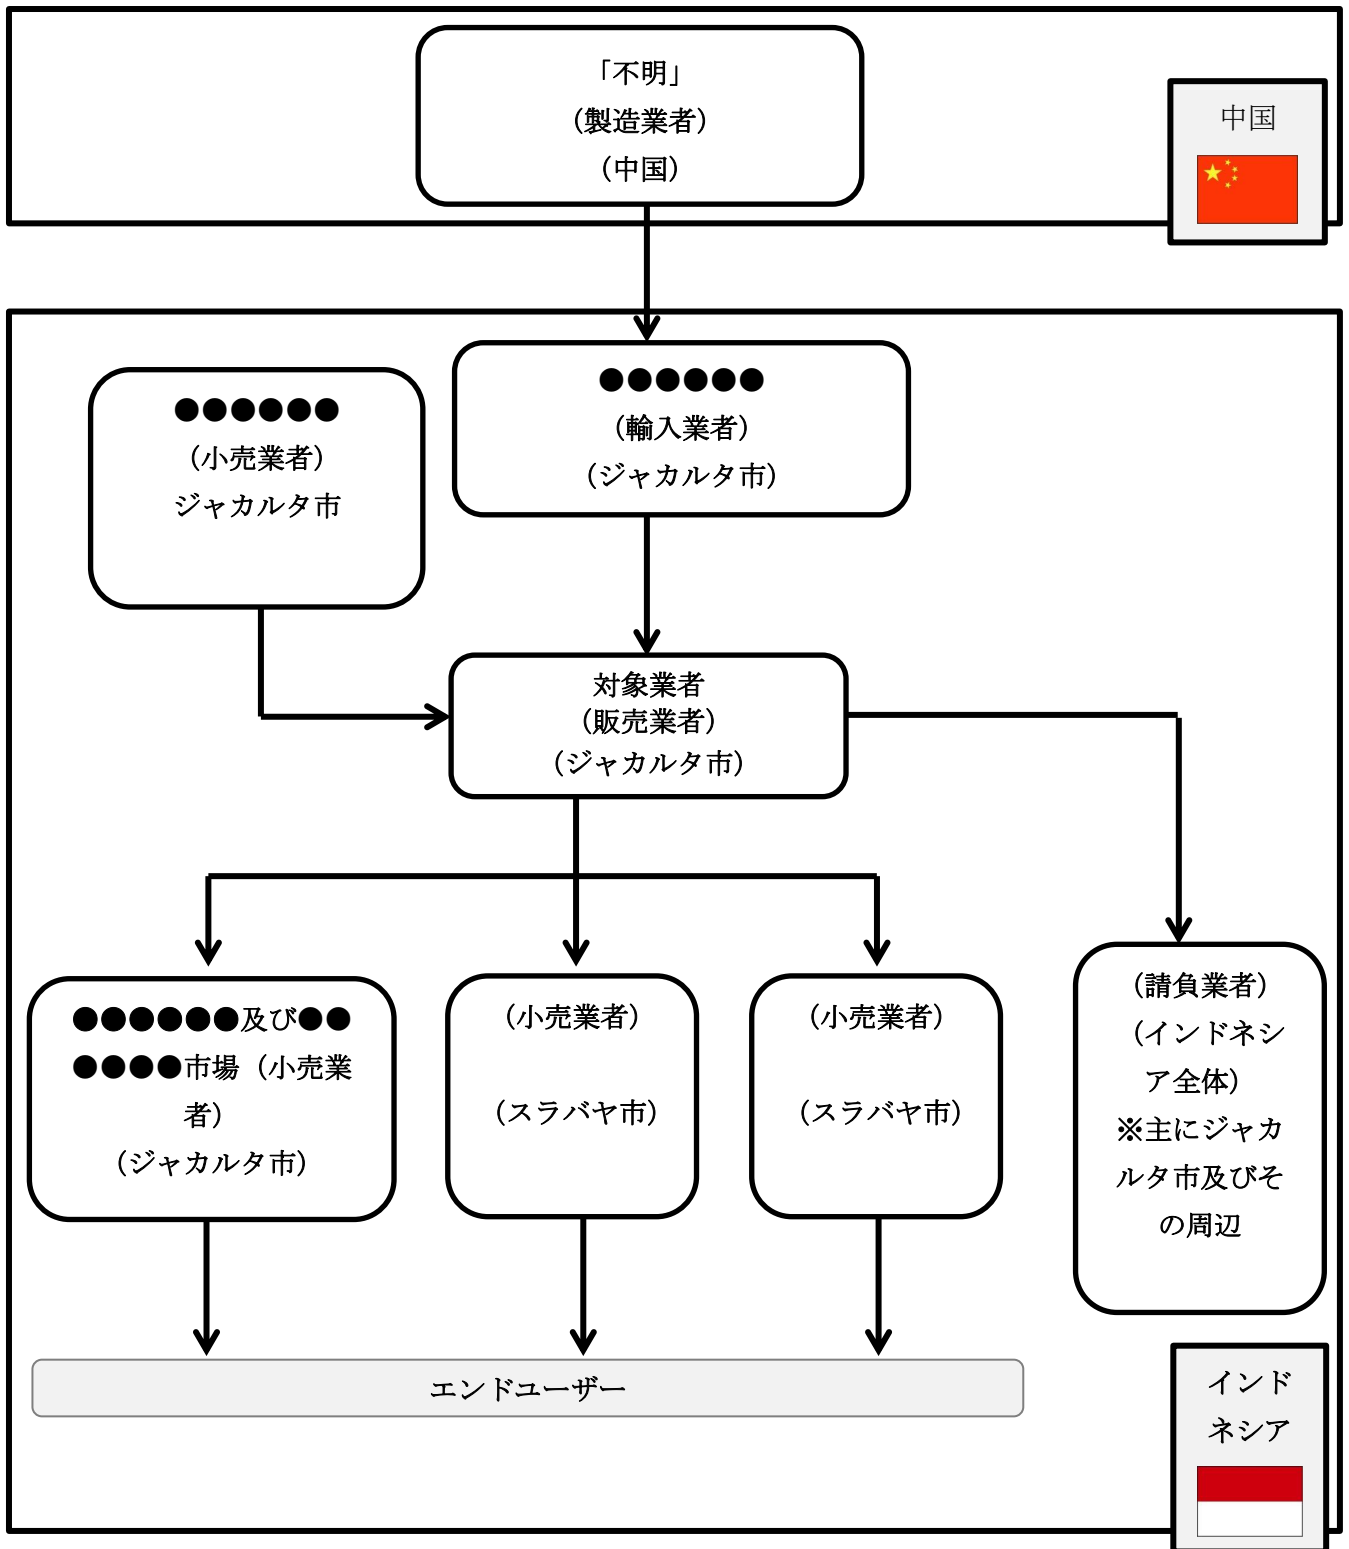 「不明」
（製造業者）
（中国）
中国
●●●●●●
（小売業者）
ジャカルタ市
●●●●●●
（輸入業者）
（ジャカルタ市）
対象業者
（販売業者）
（ジャカルタ市）
●●●●●●及び●●
●●●●市場（小売業
者）
（ジャカルタ市）
（小売業者）
（スラバヤ市）
（小売業者）
（スラバヤ市）
（請負業者）
（インドネシ
ア全体）
※主にジャカ
ルタ市及びそ
の周辺
エンドユーザー
インド
ネシア